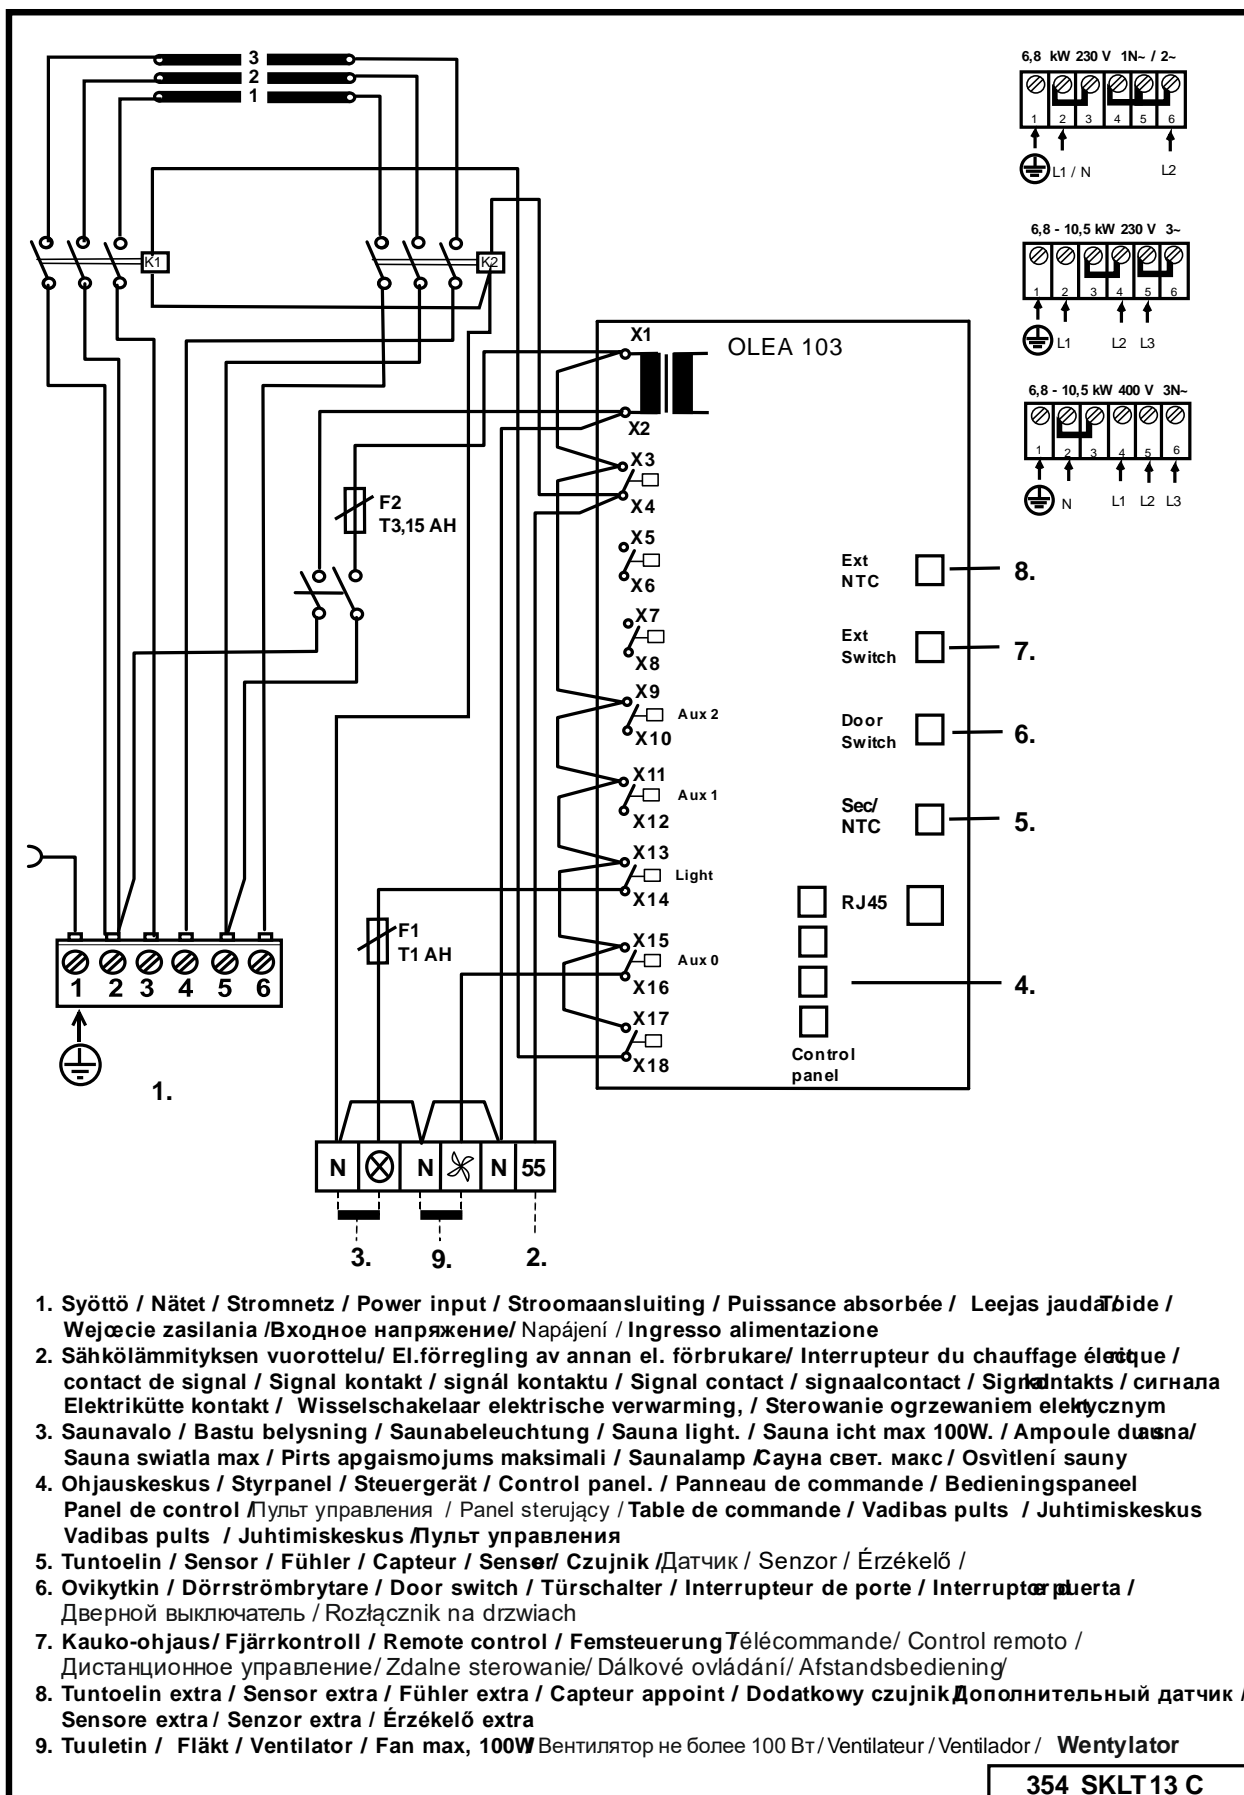 3
2
1
6,8 kW 230 V 1N~ / 2~
1 2 3 4 5 6
L1 / N L2
K1 K2
6,8 - 10,5 kW 230 V 3~
1 2 3 4 5 6
L1 L2 L3
6,8 - 10,5 kW 400 V 3N~
1 2 3 4 5 6
N L1 L2 L3
OLEA 103
X1
X2
X3
X4
X5
X6
X7
X8
X9
Aux 2
X10
X11
Aux 1
X12
X13
Light
X14
X15
Aux 0
X16
X17
X18
F2
T3,15 AH
F1
T1 AH
Ext
NTC
8.
Ext
Switch
7.
Door
Switch
6.
Sec/
NTC
5.
RJ45
4.
Control
panel
1 2 3 4 5 6
1.
N N N 55
3. 9. 2.
1. Syöttö / Nätet / Stromnetz / Power input / Stroomaansluiting / Puissance absorbée / Leejas jauda / Toide /
Wejœcie zasilania /Входное напряжение/ Napájení / Ingresso alimentazione
2. Sähkölämmityksen vuorottelu/ El.förregling av annan el. förbrukare/ Interrupteur du chauffage électrique /
contact de signal / Signal kontakt / signál kontaktu / Signal contact / signaalcontact / Signalkontakts / сигнала
Elektrikütte kontakt / Wisselschakelaar elektrische verwarming, / Sterowanie ogrzewaniem elektycznym
3. Saunavalo / Bastu belysning / Saunabeleuchtung / Sauna light. / Sauna icht max 100W. / Ampoule du sauna/
Sauna swiatla max / Pirts apgaismojums maksimali / Saunalamp /Сауна свет. макс / Osvìtlení sauny
4. Ohjauskeskus / Styrpanel / Steuergerät / Control panel. / Panneau de commande / Bedieningspaneel
Panel de control /Пульт управления / Panel sterujący / Table de commande / Vadibas pults / Juhtimiskeskus
Vadibas pults / Juhtimiskeskus /Пульт управления
5. Tuntoelin / Sensor / Fühler / Capteur / Sensor/ Czujnik /Датчик / Senzor / Érzékelő /
6. Ovikytkin / Dörrströmbrytare / Door switch / Türschalter / Interrupteur de porte / Interruptor puerta /
Дверной выключатель / Rozłącznik na drzwiach
7. Kauko-ohjaus/ Fjärrkontroll / Remote control / Femsteuerung / Télécommande/ Control remoto /
Дистанционное управление/ Zdalne sterowanie/ Dálkové ovládání/ Afstandsbediening/
8. Tuntoelin extra / Sensor extra / Fühler extra / Capteur appoint / Dodatkowy czujnik/Дополнительный датчик /
Sensore extra / Senzor extra / Érzékelő extra
9. Tuuletin / Fläkt / Ventilator / Fan max, 100W/ Вентилятор не более 100 Вт / Ventilateur / Ventilador / Wentylator
354 SKLT 13 C